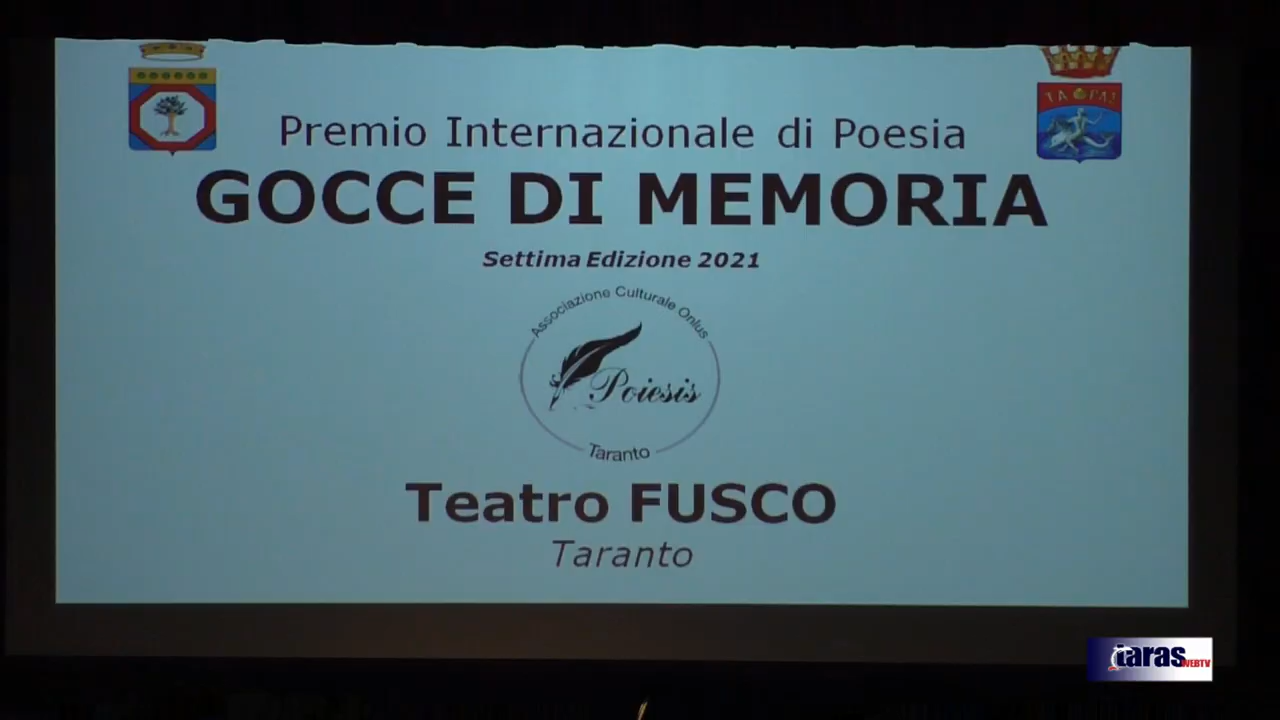 Premio Internazionale di Poesia
GOCCE DI MEMORIA
Settima Edizione 2021
Associazione Culturale Onlus
Poiesis
Taranto
Teatro FUSCO
Taranto
taras WEBTV